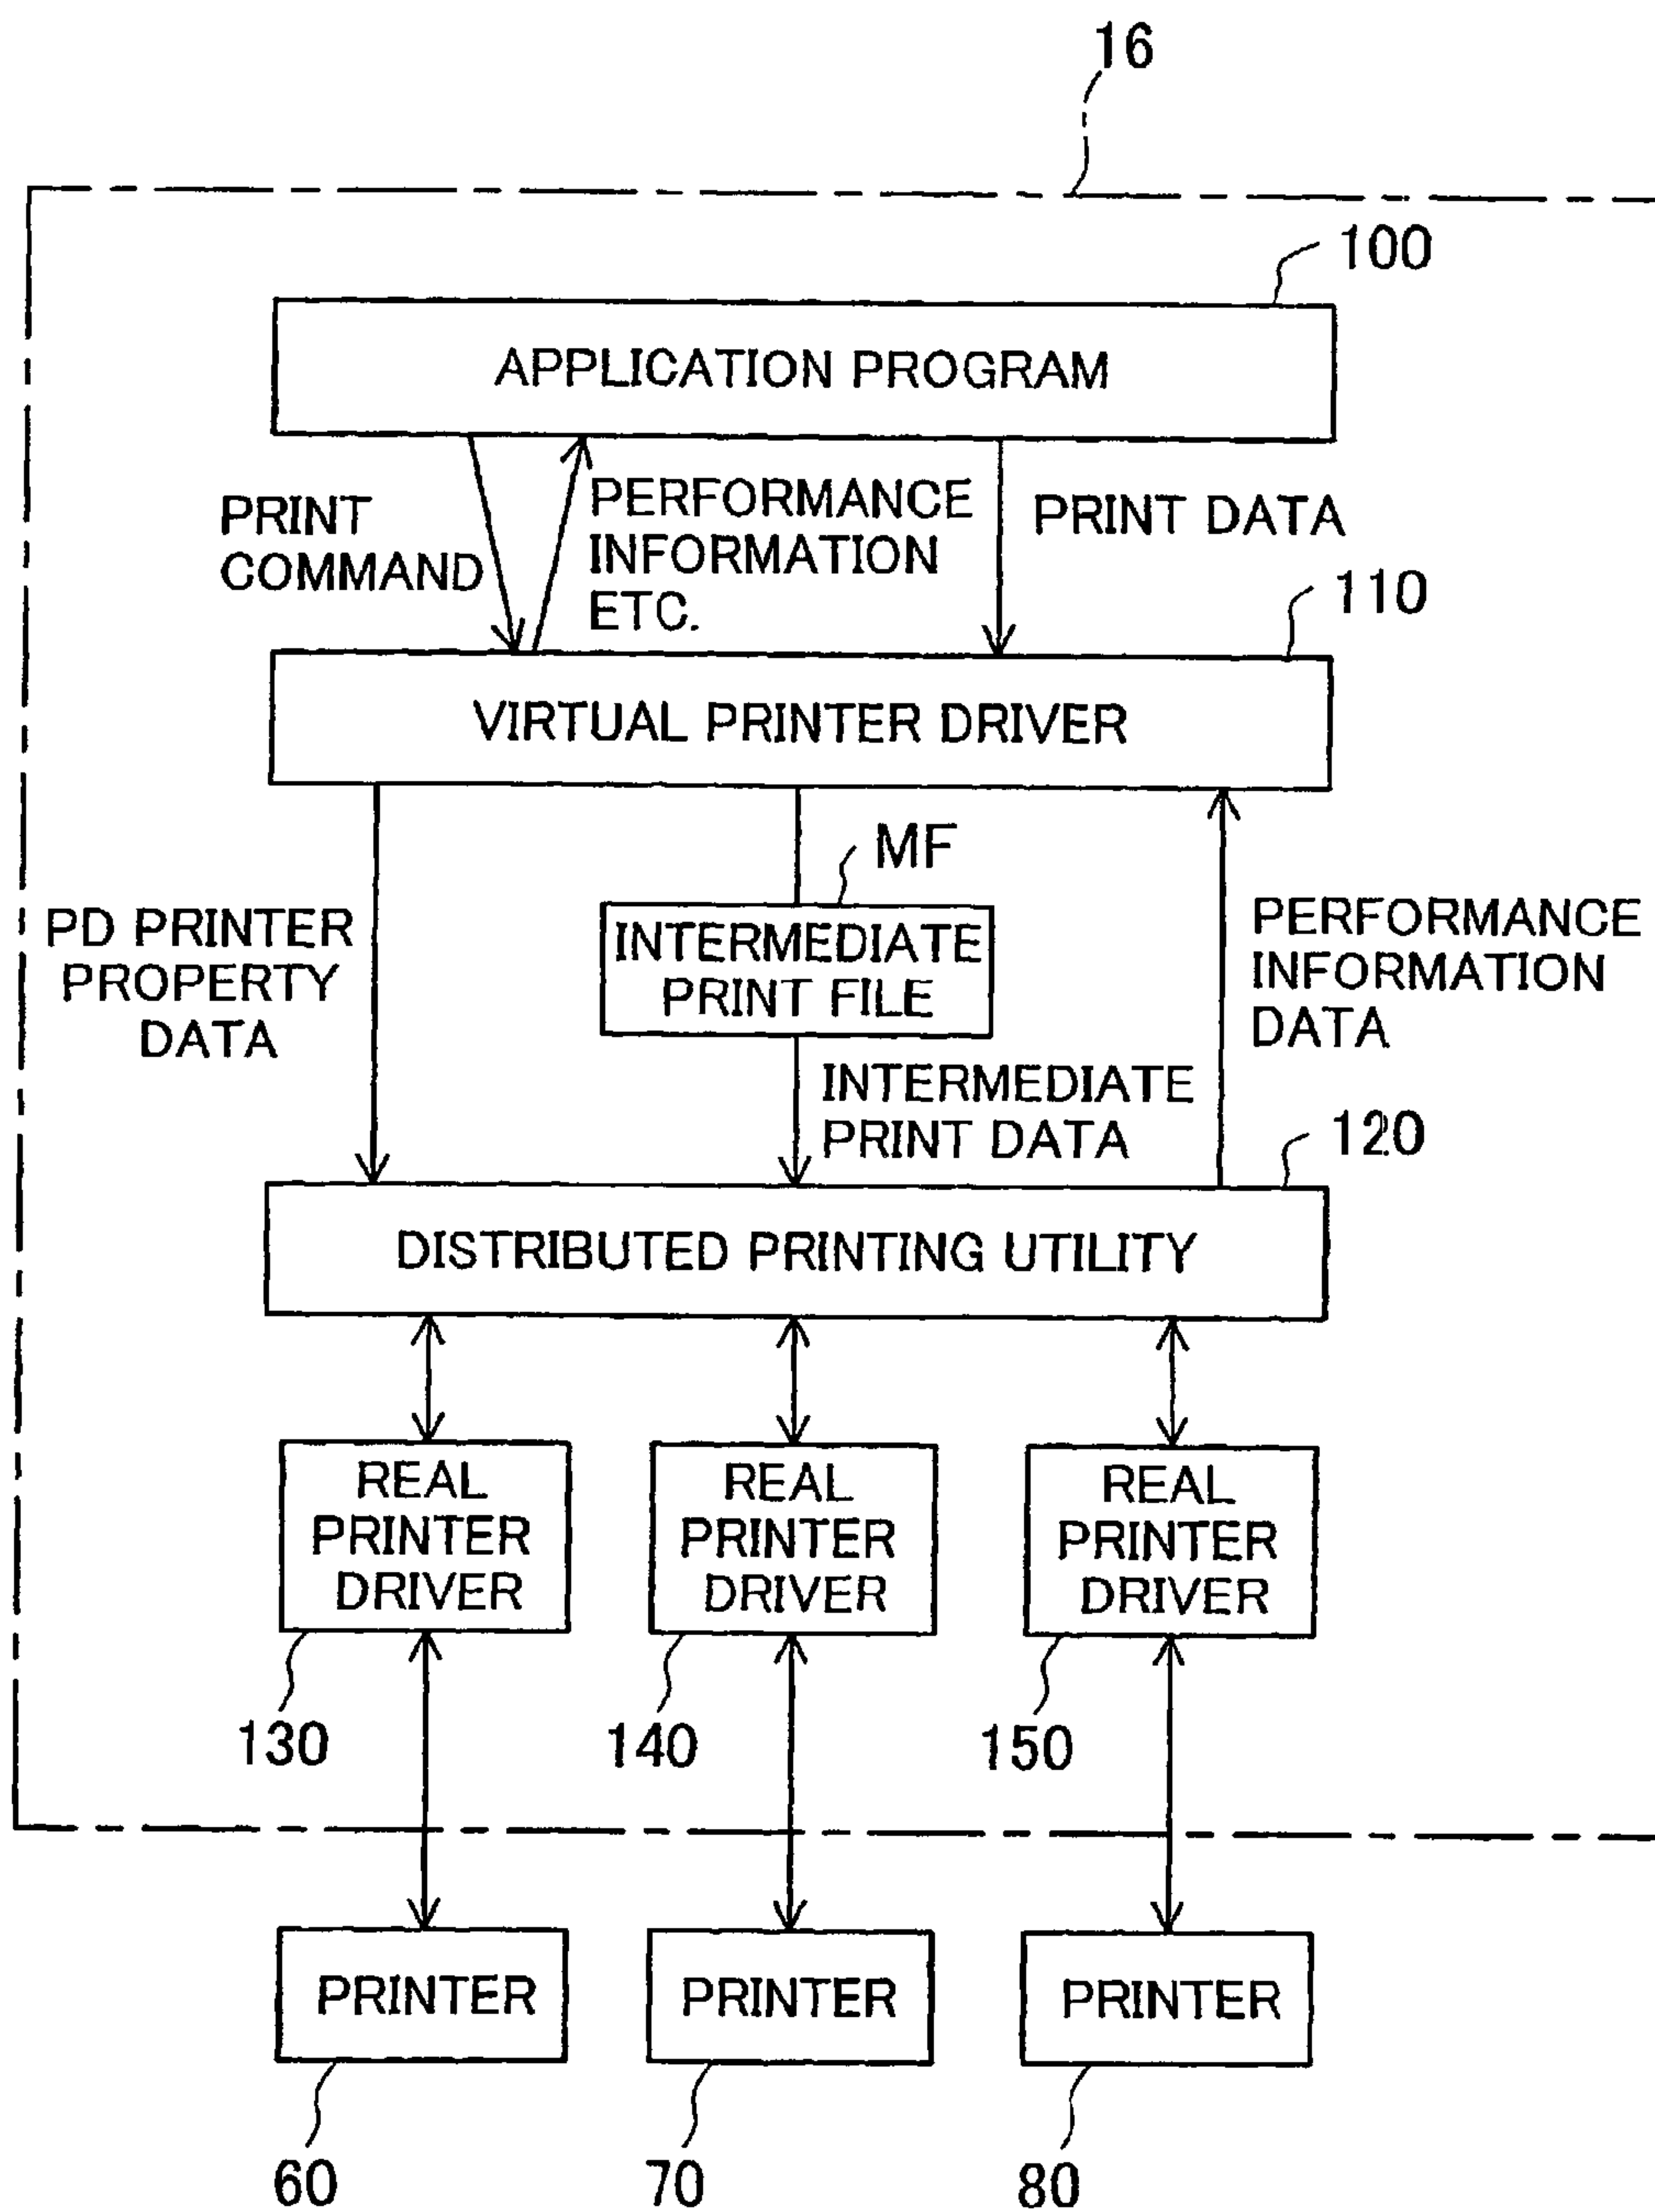 16
100
APPLICATION PROGRAM
PRINT
COMMAND
PERFORMANCE
INFORMATION
ETC.
PRINT DATA
110
VIRTUAL PRINTER DRIVER
MF
PD PRINTER
PROPERTY
DATA
INTERMEDIATE
PRINT FILE
PERFORMANCE
INFORMATION
DATA
INTERMEDIATE
PRINT DATA
120
DISTRIBUTED PRINTING UTILITY
REAL
PRINTER
DRIVER
REAL
PRINTER
DRIVER
REAL
PRINTER
DRIVER
130
140
150
PRINTER
PRINTER
PRINTER
60
70
80